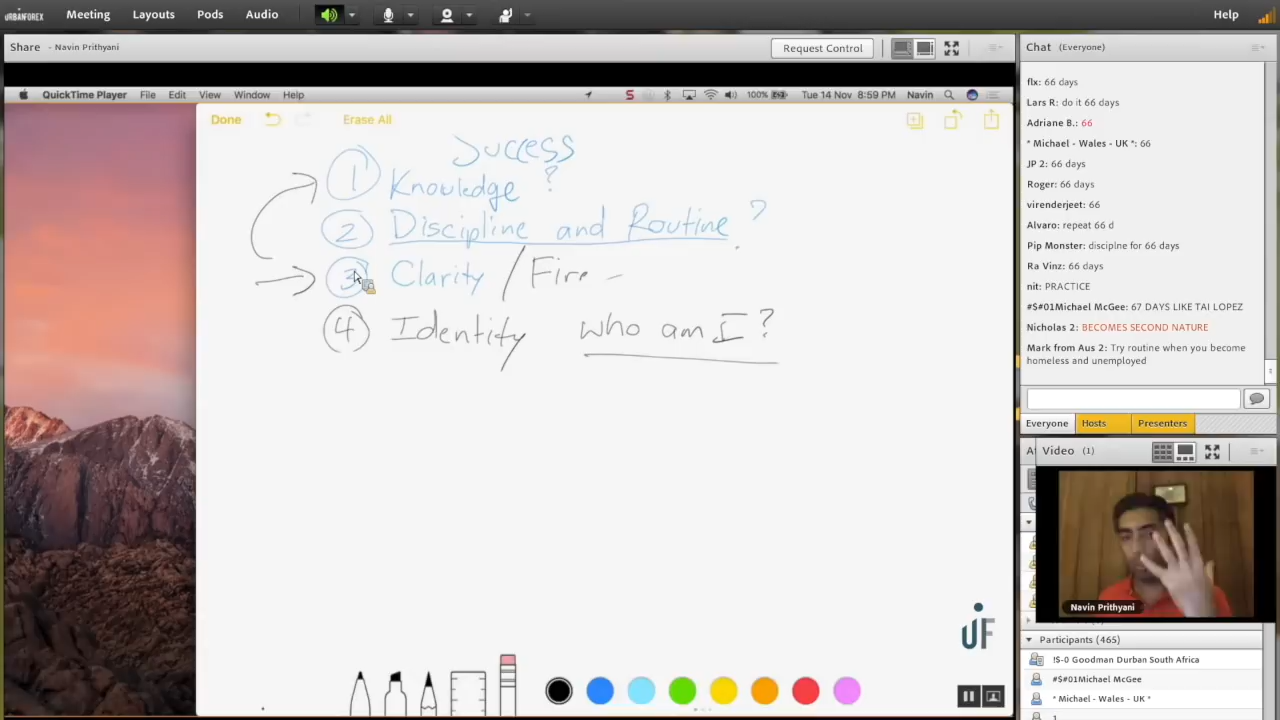 URBANFOREX Meeting Layouts Pods Audio Help
Share - Navin Prithyani
Request Control
QuickTime Player File Edit View Window Help
S 100% Tue 14 Nov 8:59 PM Navin
Done Erase All
Success
1 Knowledge ?
2 Discipline and Routine ?
3 Clarity / Fire -
4 Identity who am I ?
UF
Chat (Everyone)
flx: 66 days
Lars R: do it 66 days
Adriane B.: 66
* Michael - Wales - UK *: 66
JP 2: 66 days
Roger: 66 days
virenderjeet: 66
Alvaro: repeat 66 d
Pip Monster: disciplne for 66 days
Ra Vinz: 66 days
nit: PRACTICE
#$#01Michael McGee: 67 DAYS LIKE TAI LOPEZ
Nicholas 2: BECOMES SECOND NATURE
Mark from Aus 2: Try routine when you become
homeless and unemployed
Everyone Hosts Presenters
A Video (1)
Navin Prithyani
Participants (465)
!$-0 Goodman Durban South Africa
#$#01Michael McGee
* Michael - Wales - UK *
1